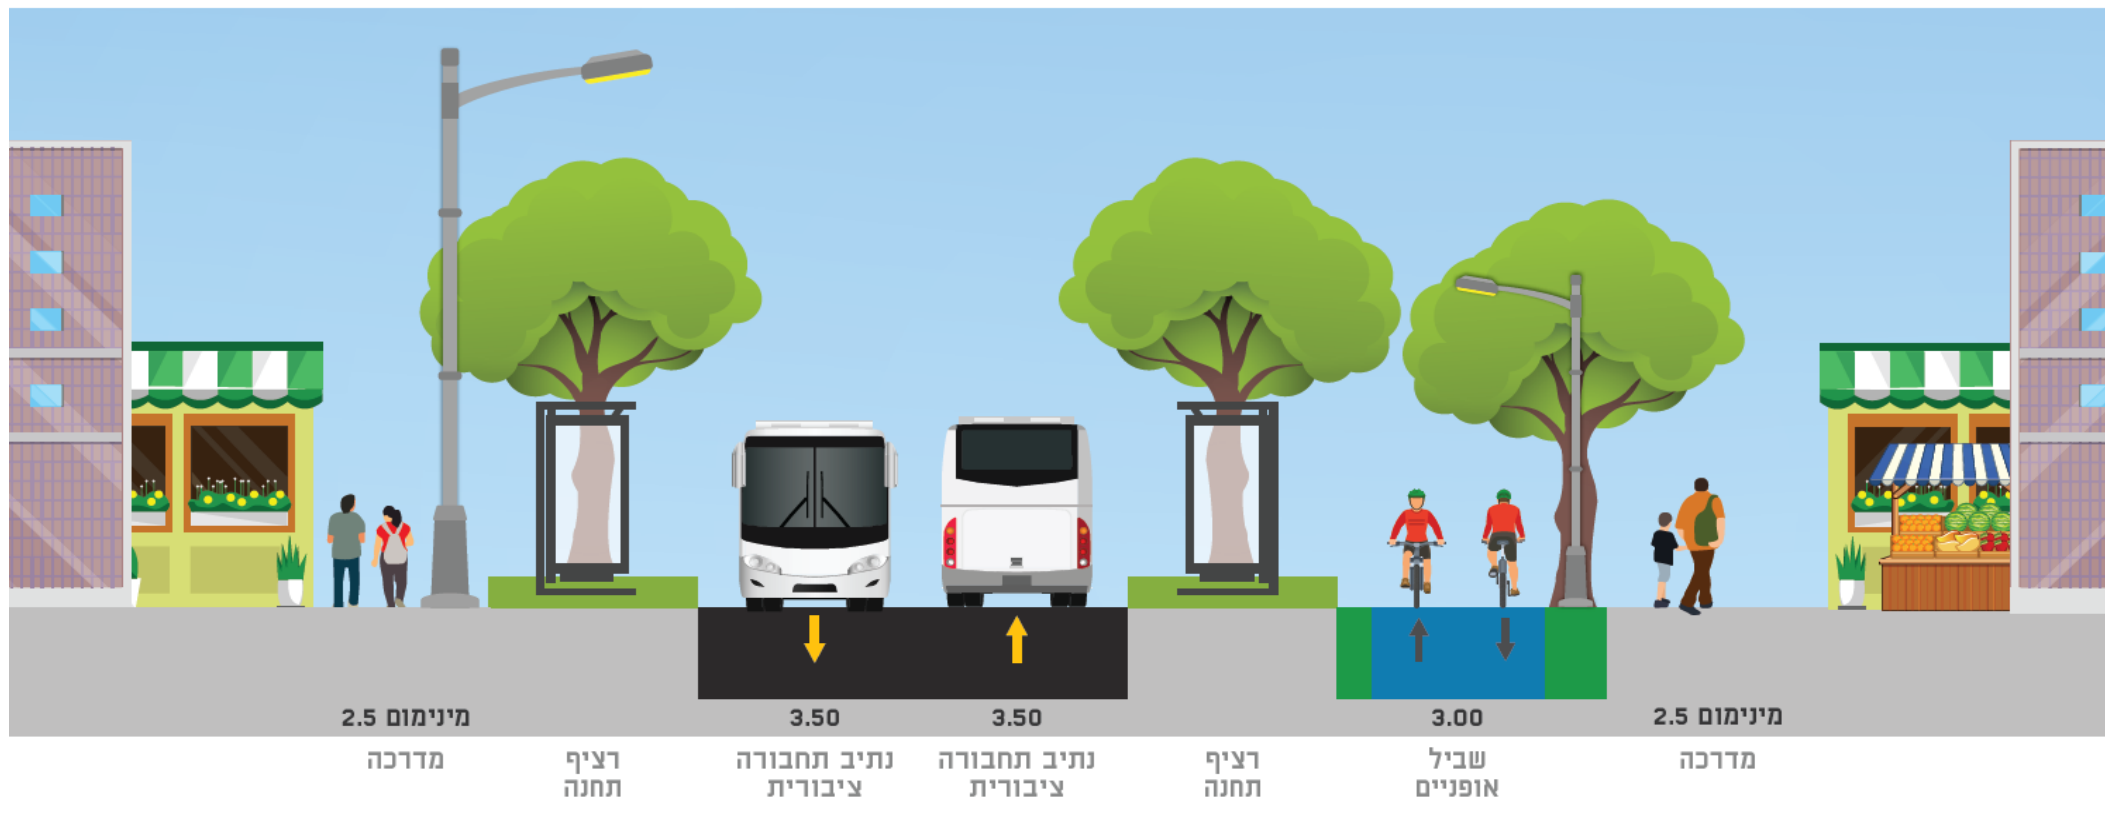 מינימום 2.5
3.00
3.50
3.50
מינימום 2.5
מדרכה
שביל
אופניים
רציף
תחנה
נתיב תחבורה
ציבורית
נתיב תחבורה
ציבורית
רציף
תחנה
מדרכה